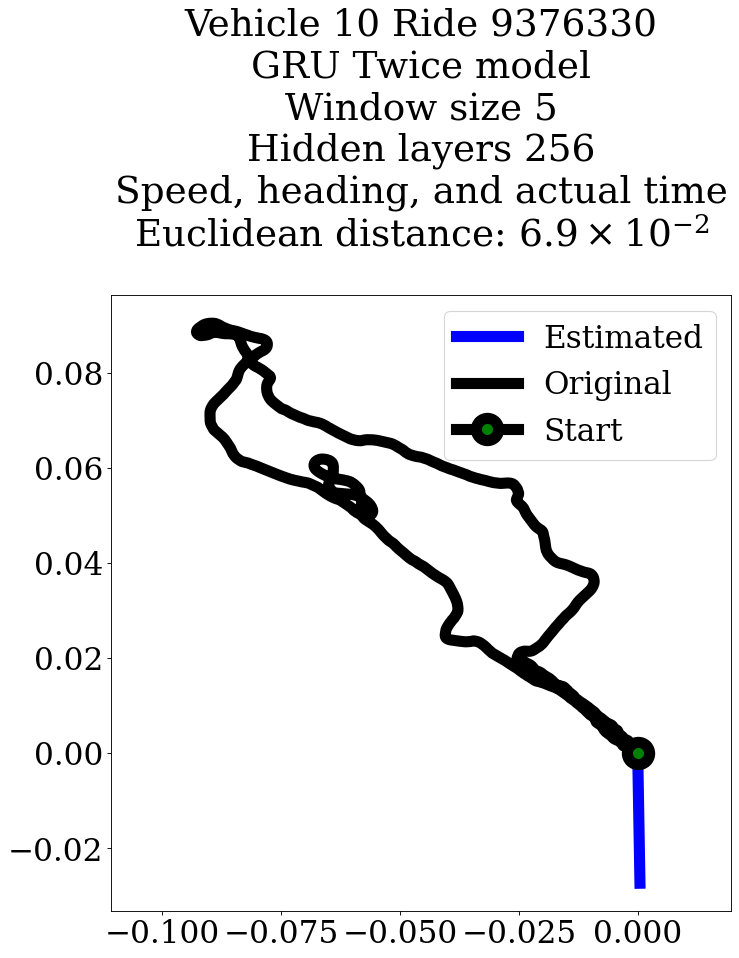 Vehicle 10 Ride 9376330
GRU Twice model
Window size 5
Hidden layers 256
Speed, heading, and actual time
Euclidean distance: 6.9 × 10⁻²
Estimated
Original
Start
0.08
0.06
0.04
0.02
0.00
−0.02
−0.100 −0.075 −0.050 −0.025 0.000